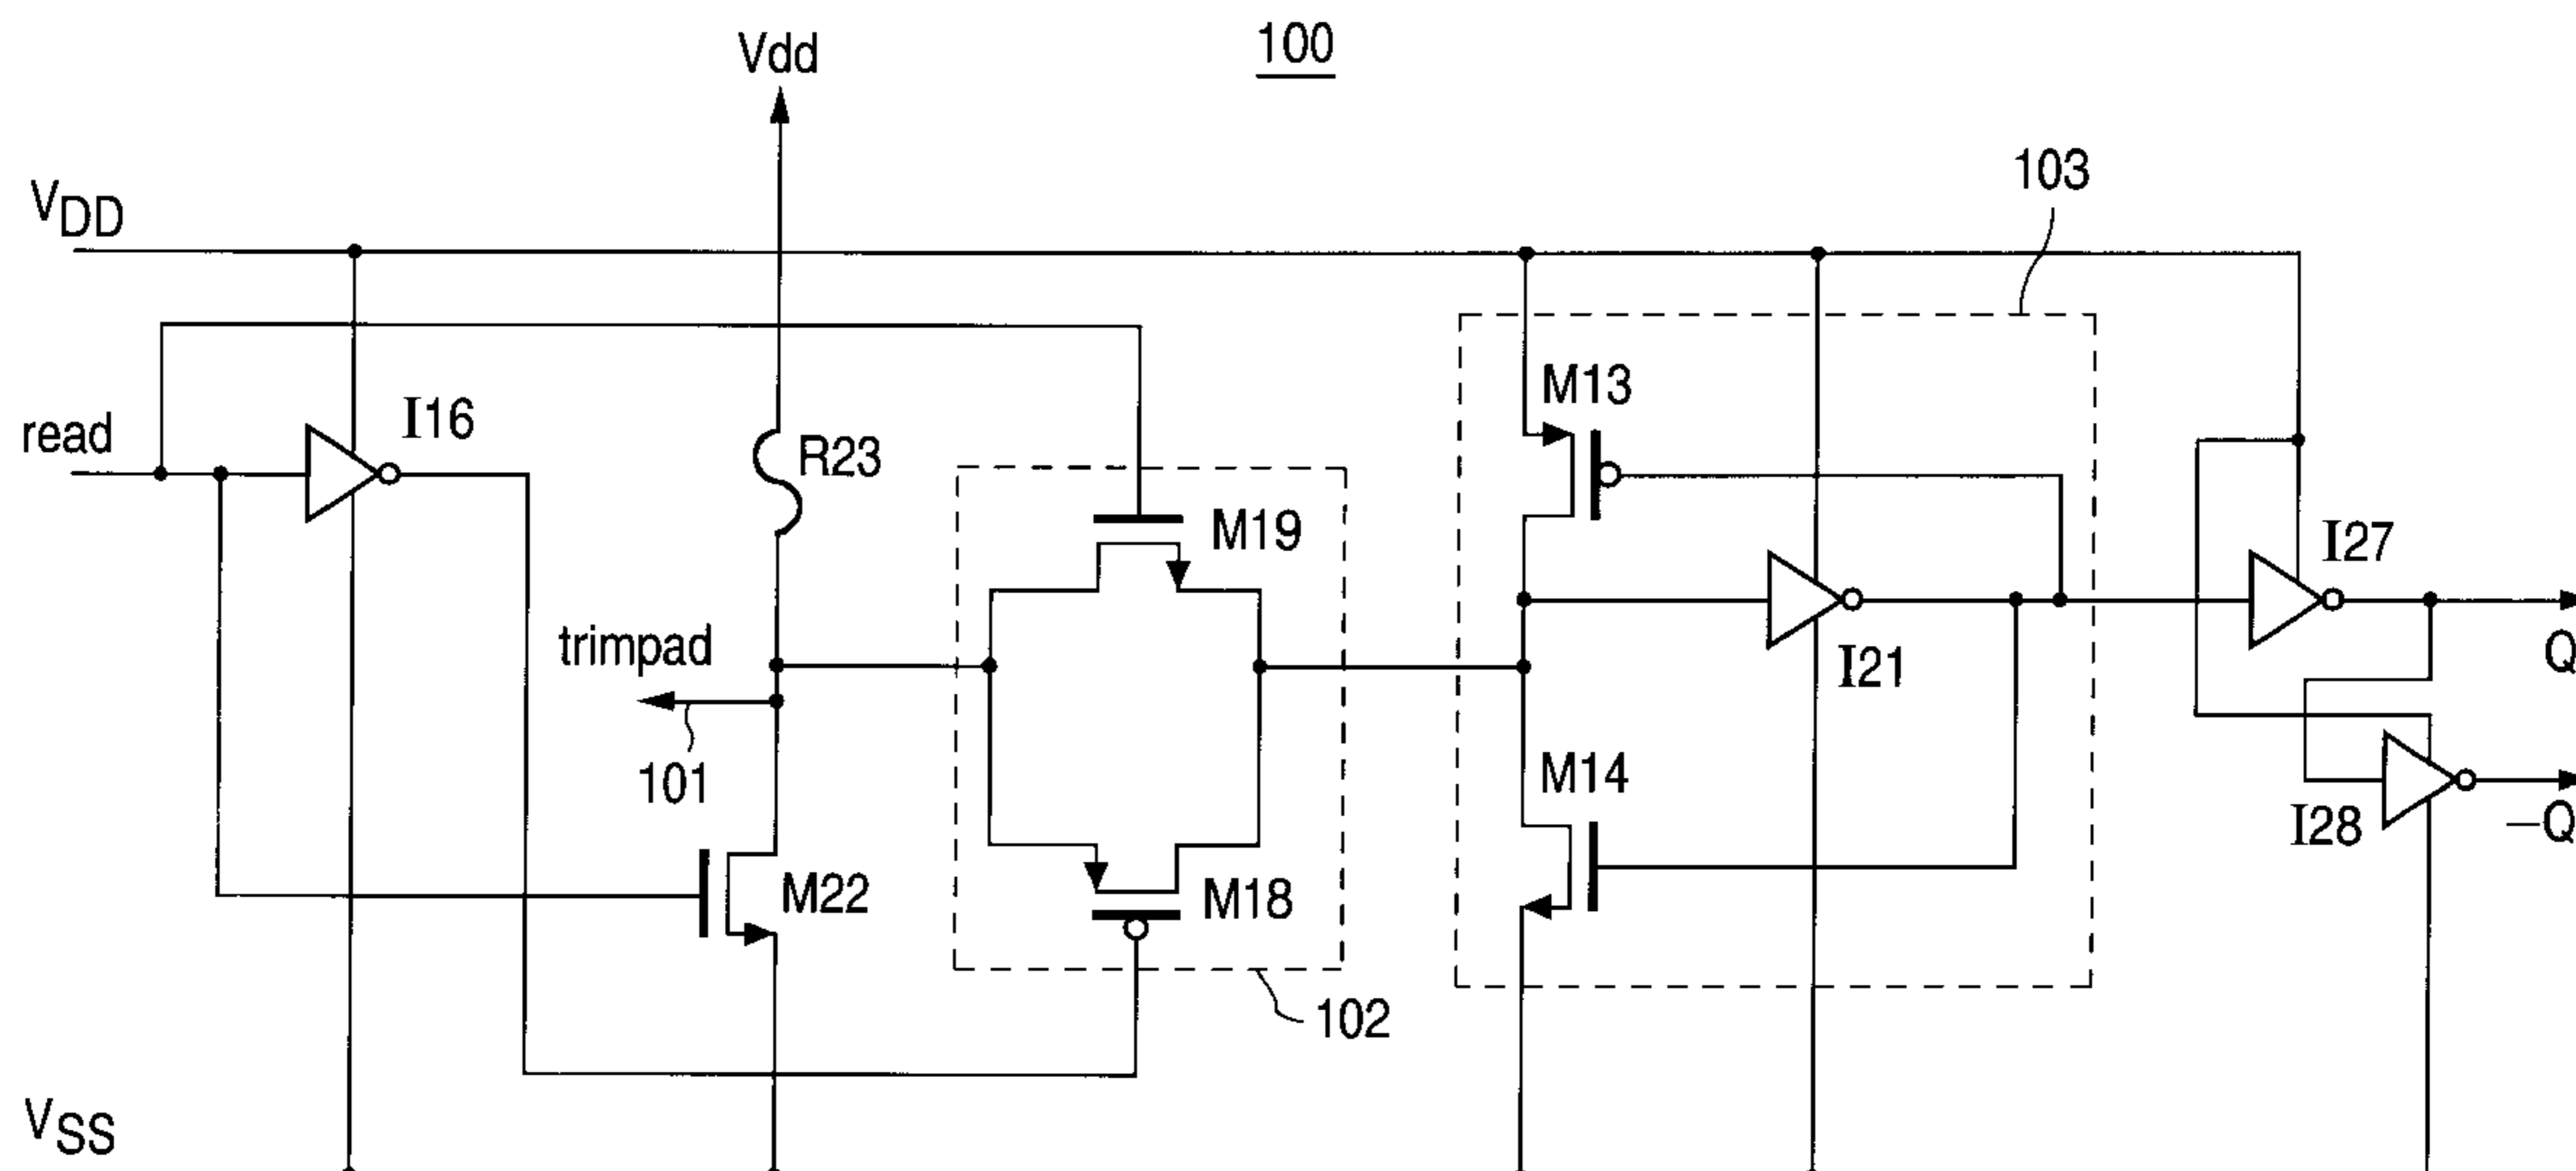 100
Vdd
VDD
103
read
I16
R23
M13
M19
I27
trimpad
I21
Q
101
M14
I28
–Q
M22
M18
102
VSS